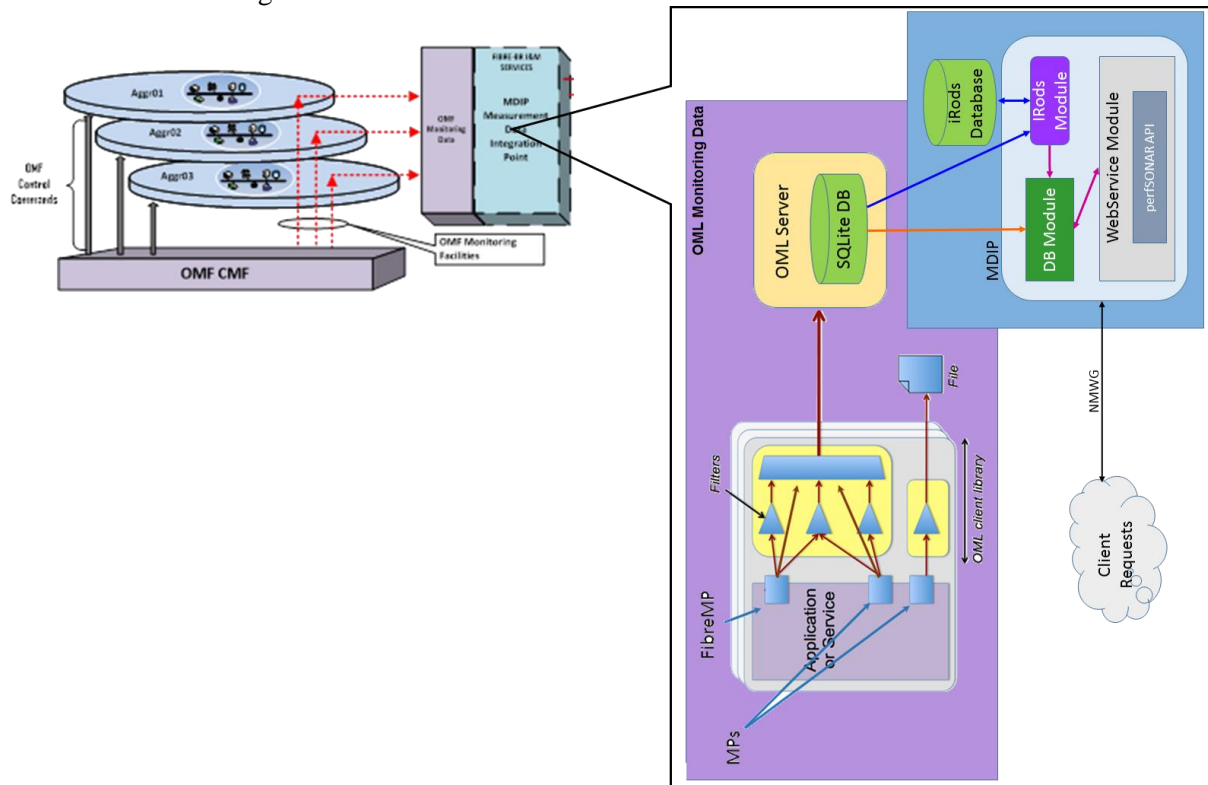 Aggr01
Aggr02
Aggr03
OMF
Control
Commands
OMF CMF
OMF Monitoring
Facilities
OMF
Monitoring
Data
FIBRE-BR I&M
SERVICES
MDIP
Measurement
Data
Integration
Point
OML Monitoring Data
OML Server
SQLite DB
iRods
Database
IRods
Module
DB Module
WebService Module
perfSONAR API
MDIP
NMWG
Client
Requests
File
Filters
OML client library
FibreMP
Application
or Service
MPs